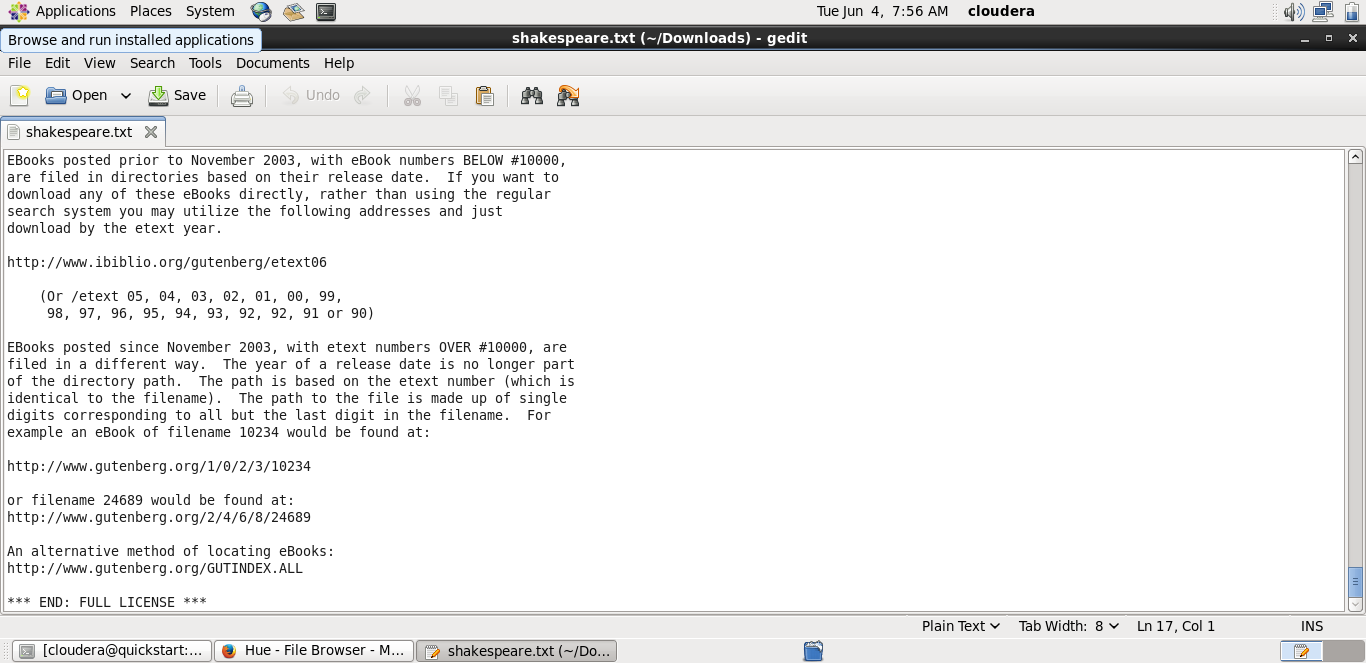 Applications Places System Tue Jun 4, 7:56 AM cloudera
Browse and run installed applications
shakespeare.txt (~/Downloads) - gedit
File Edit View Search Tools Documents Help
Open Save Undo
shakespeare.txt
EBooks posted prior to November 2003, with eBook numbers BELOW #10000,
are filed in directories based on their release date.  If you want to
download any of these eBooks directly, rather than using the regular
search system you may utilize the following addresses and just
download by the etext year.
http://www.ibiblio.org/gutenberg/etext06
(Or /etext 05, 04, 03, 02, 01, 00, 99,
98, 97, 96, 95, 94, 93, 92, 92, 91 or 90)
EBooks posted since November 2003, with etext numbers OVER #10000, are
filed in a different way.  The year of a release date is no longer part
of the directory path.  The path is based on the etext number (which is
identical to the filename).  The path to the file is made up of single
digits corresponding to all but the last digit in the filename.  For
example an eBook of filename 10234 would be found at:
http://www.gutenberg.org/1/0/2/3/10234
or filename 24689 would be found at:
http://www.gutenberg.org/2/4/6/8/24689
An alternative method of locating eBooks:
http://www.gutenberg.org/GUTINDEX.ALL
*** END: FULL LICENSE ***
Plain Text Tab Width: 8 Ln 17, Col 1 INS
[cloudera@quickstart:... Hue - File Browser - M... shakespeare.txt (~/Do...